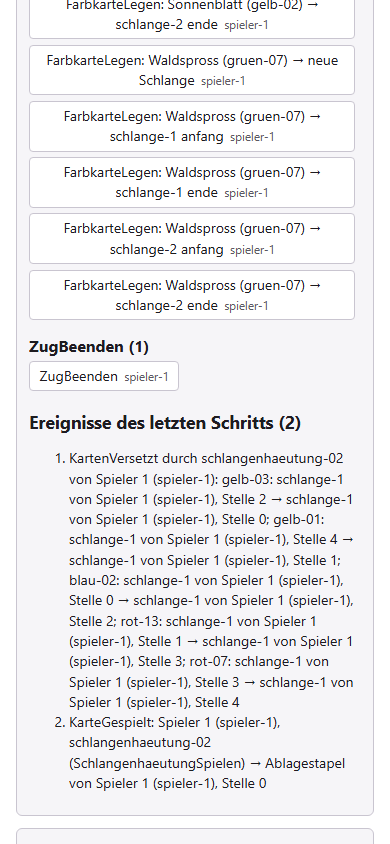 FarbkarteLegen: Sonnenblatt (gelb-02) →
schlange-2 ende spieler-1
FarbkarteLegen: Waldspross (gruen-07) → neue
Schlange spieler-1
FarbkarteLegen: Waldspross (gruen-07) →
schlange-1 anfang spieler-1
FarbkarteLegen: Waldspross (gruen-07) →
schlange-1 ende spieler-1
FarbkarteLegen: Waldspross (gruen-07) →
schlange-2 anfang spieler-1
FarbkarteLegen: Waldspross (gruen-07) →
schlange-2 ende spieler-1
ZugBeenden (1)
ZugBeenden spieler-1
Ereignisse des letzten Schritts (2)
1. KartenVersetzt durch schlangenhaeutung-02
von Spieler 1 (spieler-1): gelb-03: schlange-1
von Spieler 1 (spieler-1), Stelle 2 → schlange-1
von Spieler 1 (spieler-1), Stelle 0; gelb-01:
schlange-1 von Spieler 1 (spieler-1), Stelle 4 →
schlange-1 von Spieler 1 (spieler-1), Stelle 1;
blau-02: schlange-1 von Spieler 1 (spieler-1),
Stelle 0 → schlange-1 von Spieler 1 (spieler-1),
Stelle 2; rot-13: schlange-1 von Spieler 1
(spieler-1), Stelle 1 → schlange-1 von Spieler 1
(spieler-1), Stelle 3; rot-07: schlange-1 von
Spieler 1 (spieler-1), Stelle 3 → schlange-1 von
Spieler 1 (spieler-1), Stelle 4
2. KarteGespielt: Spieler 1 (spieler-1),
schlangenhaeutung-02
(SchlangenhaeutungSpielen) → Ablagestapel
von Spieler 1 (spieler-1), Stelle 0